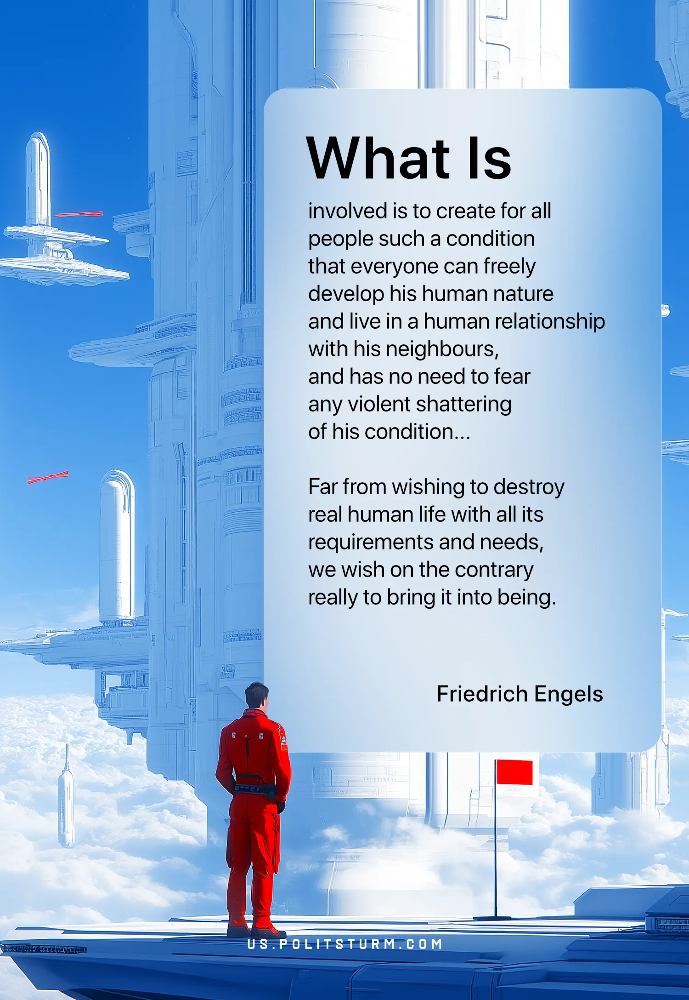 What Is
involved is to create for all
people such a condition
that everyone can freely
develop his human nature
and live in a human relationship
with his neighbours,
and has no need to fear
any violent shattering
of his condition...
Far from wishing to destroy
real human life with all its
requirements and needs,
we wish on the contrary
really to bring it into being.
Friedrich Engels
US.POLITSTURM.COM